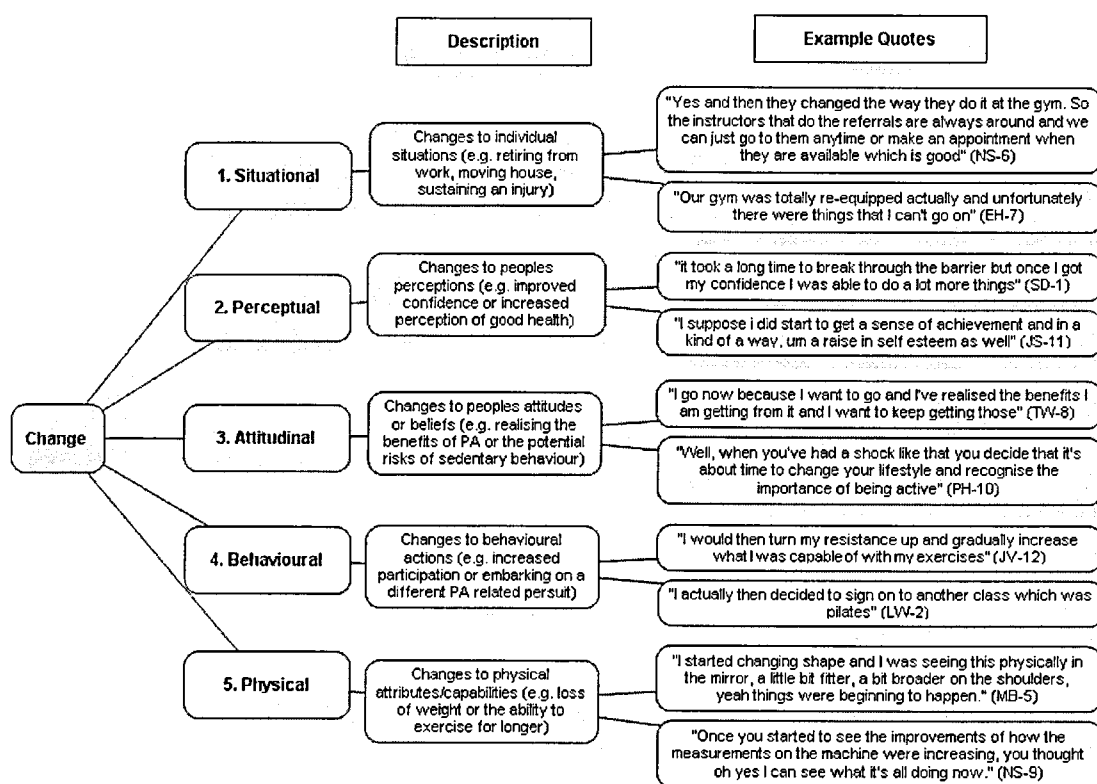 Description
Example Quotes
Change
1. Situational
Changes to individual
situations (e.g. retiring from
work, moving house,
sustaining an injury)
"Yes and then they changed the way they do it at the gym. So
the instructors that do the referrals are always around and we
can just go to them anytime or make an appointment when
they are available which is good" (NS-6)
"Our gym was totally re-equipped actually and unfortunately
there were things that I can't go on" (EH-7)
2. Perceptual
Changes to peoples
perceptions (e.g. improved
confidence or increased
perception of good health)
"it took a long time to break through the barrier but once I got
my confidence I was able to do a lot more things" (SD-1)
"I suppose i did start to get a sense of achievement and in a
kind of a way, um a raise in self esteem as well" (JS-11)
3. Attitudinal
Changes to peoples attitudes
or beliefs (e.g. realising the
benefits of PA or the potential
risks of sedentary behaviour)
"I go now because I want to go and I've realised the benefits I
am getting from it and I want to keep getting those" (TW-8)
"Well, when you've had a shock like that you decide that it's
about time to change your lifestyle and recognise the
importance of being active" (PH-10)
4. Behavioural
Changes to behavioural
actions (e.g. increased
participation or embarking on
a different PA related persuit)
"I would then turn my resistance up and gradually increase
what I was capable of with my exercises" (JV-12)
"I actually then decided to sign on to another class which was
pilates" (LW-2)
5. Physical
Changes to physical
attributes/capabilities (e.g. loss
of weight or the ability to
exercise for longer)
"I started changing shape and I was seeing this physically in
the mirror, a little bit fitter, a bit broader on the shoulders,
yeah things were beginning to happen." (MB-5)
"Once you started to see the improvements of how the
measurements on the machine were increasing, you thought
oh yes I can see what it's all doing now." (NS-9)